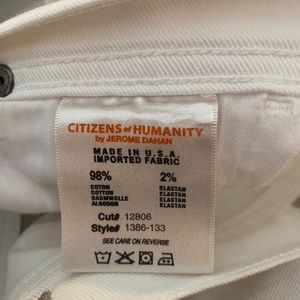 CITIZENS of HUMANITY
by JEROME DAHAN
MADE IN U.S.A.
IMPORTED FABRIC
98% 2%
COTON ELASTAN
COTTON ELASTAN
BAUMWOLLE ELASTAN
ALGODON ELASTAN
Cut# 12806
Style# 1386-133
SEE CARE ON REVERSE